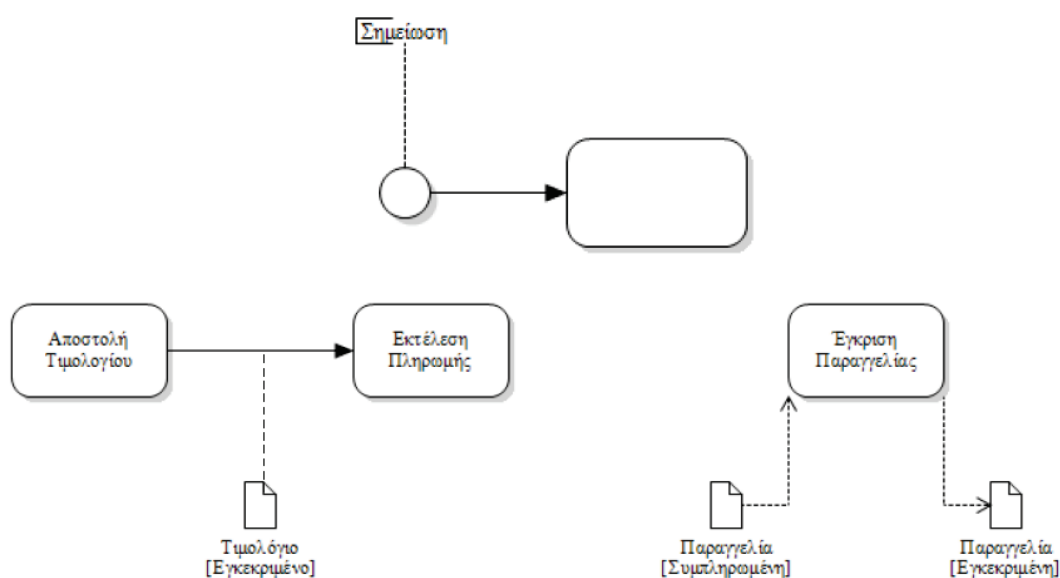 Σημείωση
Αποστολή
Τιμολογίου
Εκτέλεση
Πληρωμής
Έγκριση
Παραγγελίας
Τιμολόγιο
[Εγκεκριμένο]
Παραγγελία
[Συμπληρωμένη]
Παραγγελία
[Εγκεκριμένη]